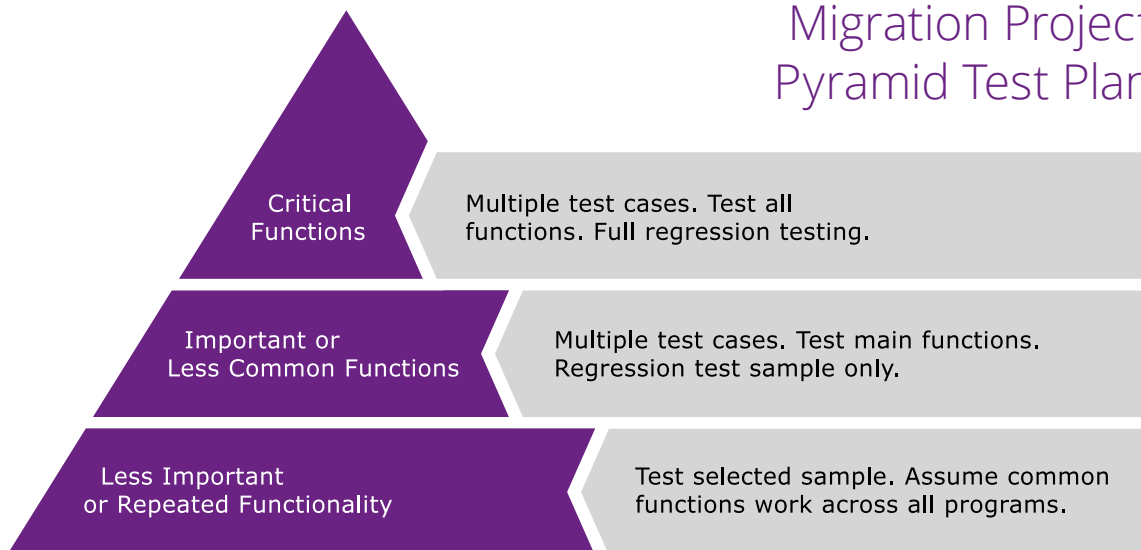 Migration Project
Pyramid Test Plan
Critical
Functions
Multiple test cases. Test all
functions. Full regression testing.
Important or
Less Common Functions
Multiple test cases. Test main functions.
Regression test sample only.
Less Important
or Repeated Functionality
Test selected sample. Assume common
functions work across all programs.